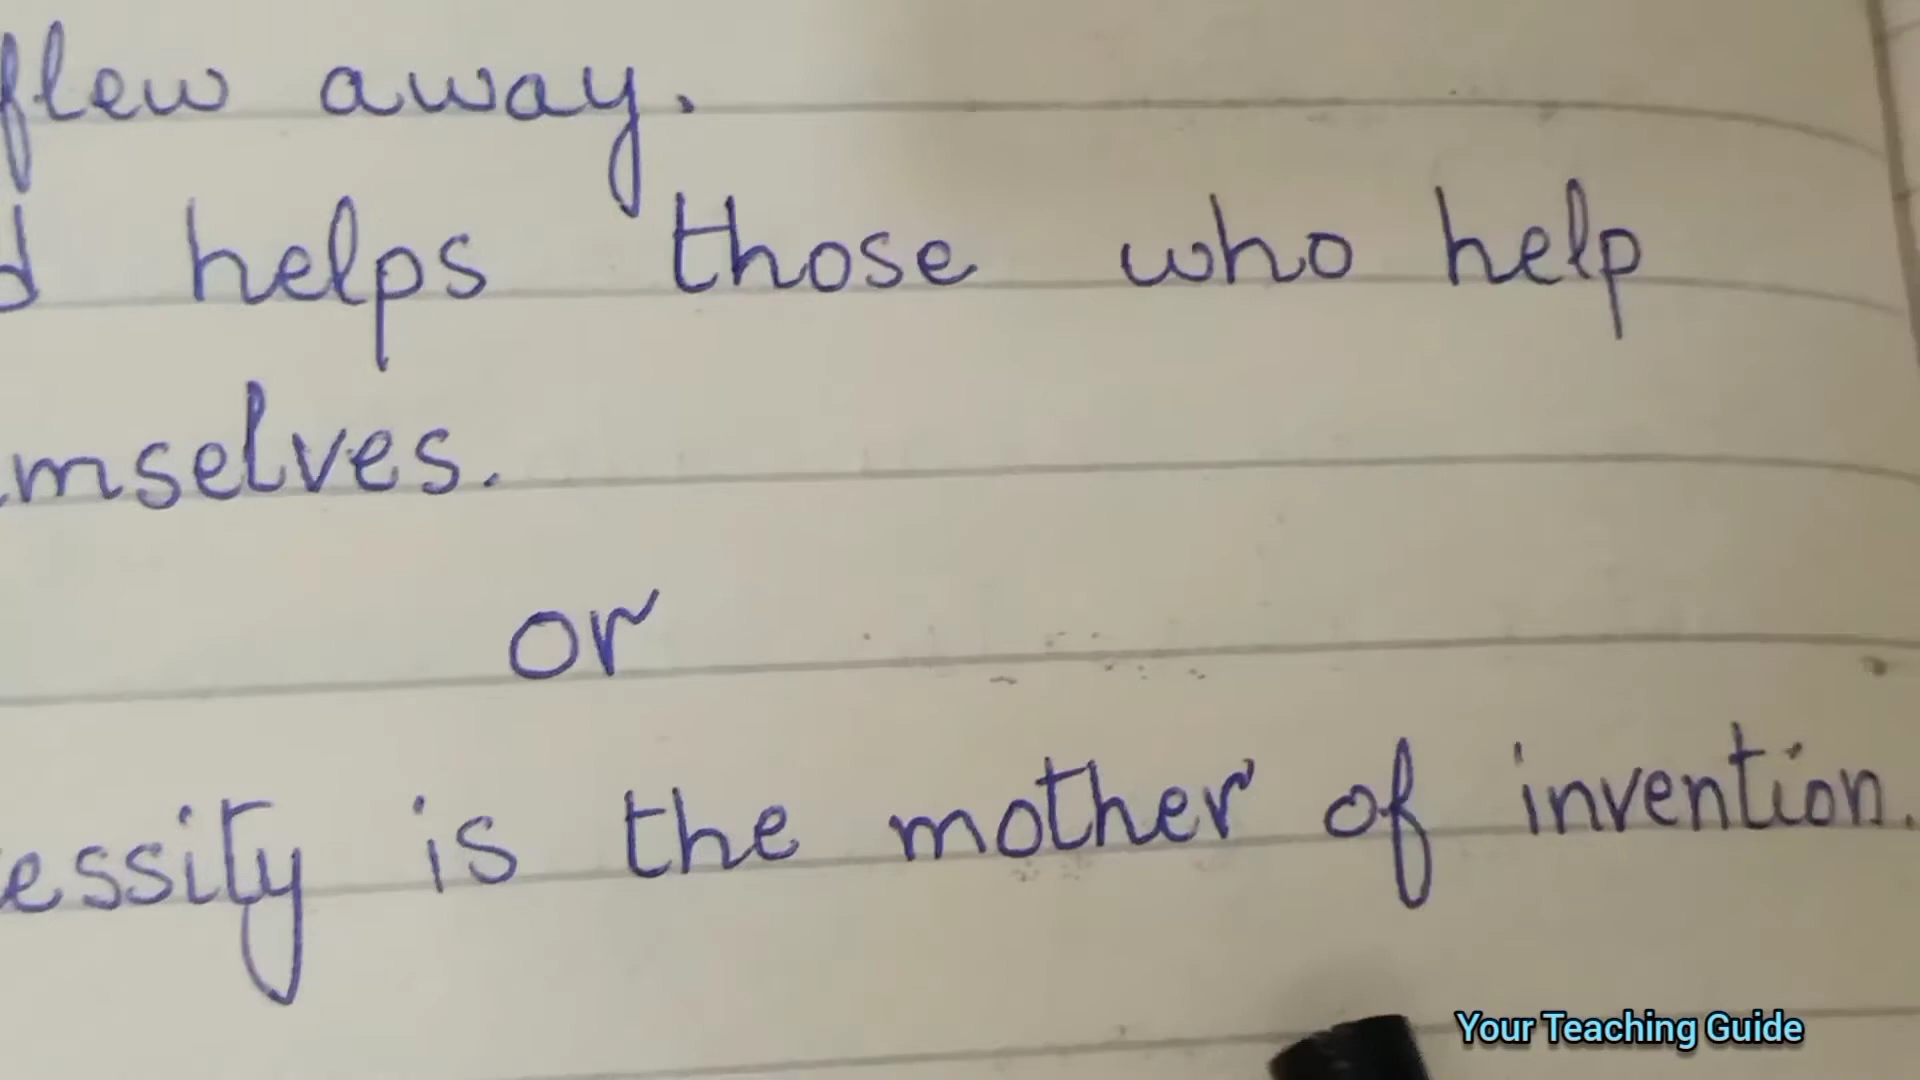 flew away.
d helps those who help
mselves.
or
essity is the mother of invention.
Your Teaching Guide